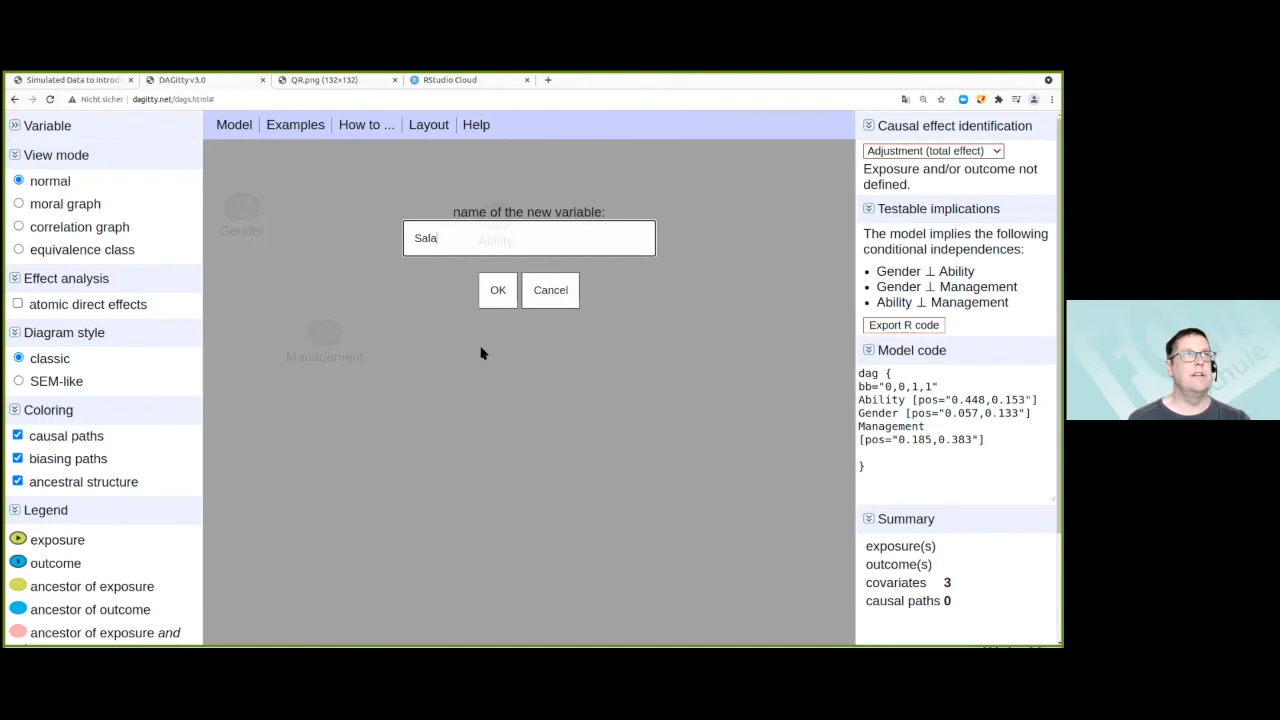 Simulated Data to Introd
DAGitty v3.0
QR.png (132×132)
RStudio Cloud
Nicht sicher
dagitty.net/dags.html#
Variable
View mode
normal
moral graph
correlation graph
equivalence class
Effect analysis
atomic direct effects
Diagram style
classic
SEM-like
Coloring
causal paths
biasing paths
ancestral structure
Legend
exposure
outcome
ancestor of exposure
ancestor of outcome
ancestor of exposure and
Model
Examples
How to ...
Layout
Help
Gender
name of the new variable:
Sala
Ability
OK
Cancel
Management
Causal effect identification
Adjustment (total effect)
Exposure and/or outcome not
defined.
Testable implications
The model implies the following
conditional independences:
Gender ⊥ Ability
Gender ⊥ Management
Ability ⊥ Management
Export R code
Model code
dag {
bb="0,0,1,1"
Ability [pos="0.448,0.153"]
Gender [pos="0.057,0.133"]
Management
[pos="0.185,0.383"]
}
Summary
exposure(s)
outcome(s)
covariates 3
causal paths 0